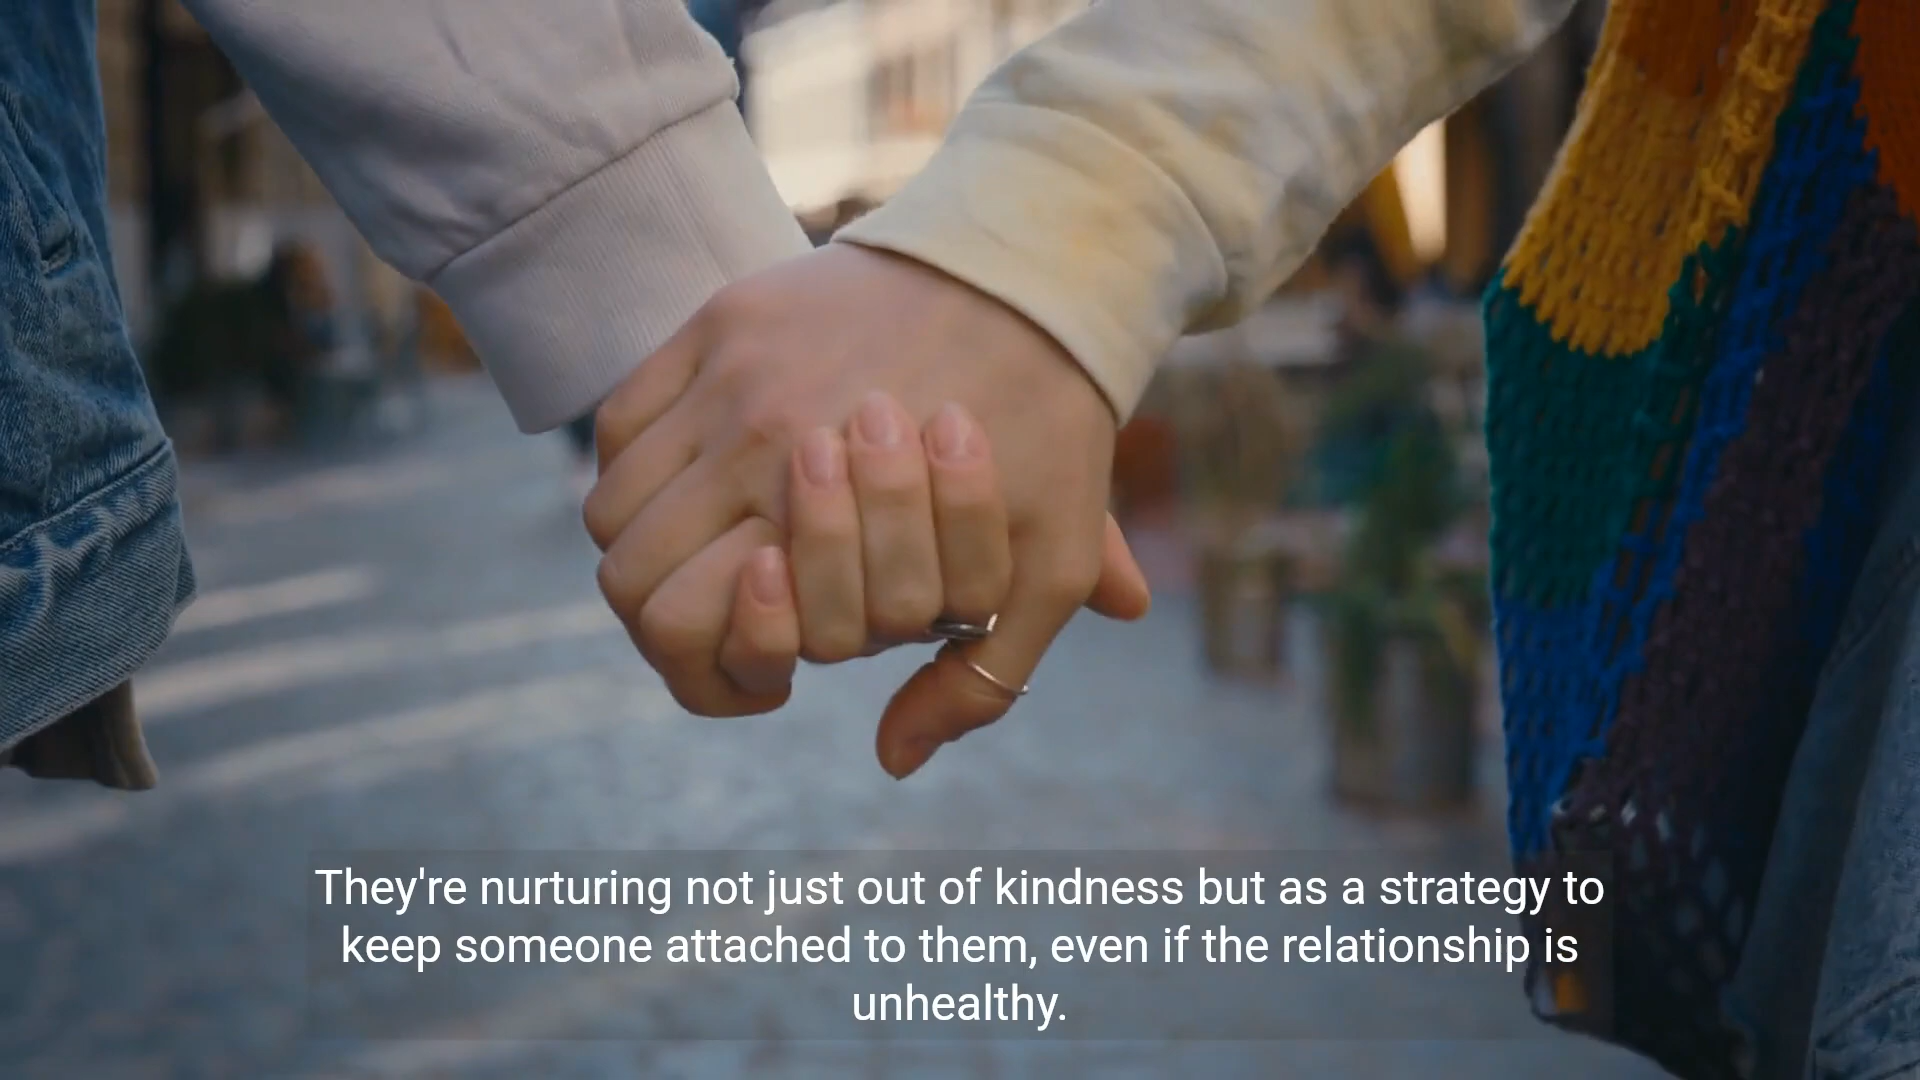 They're nurturing not just out of kindness but as a strategy to
keep someone attached to them, even if the relationship is
unhealthy.